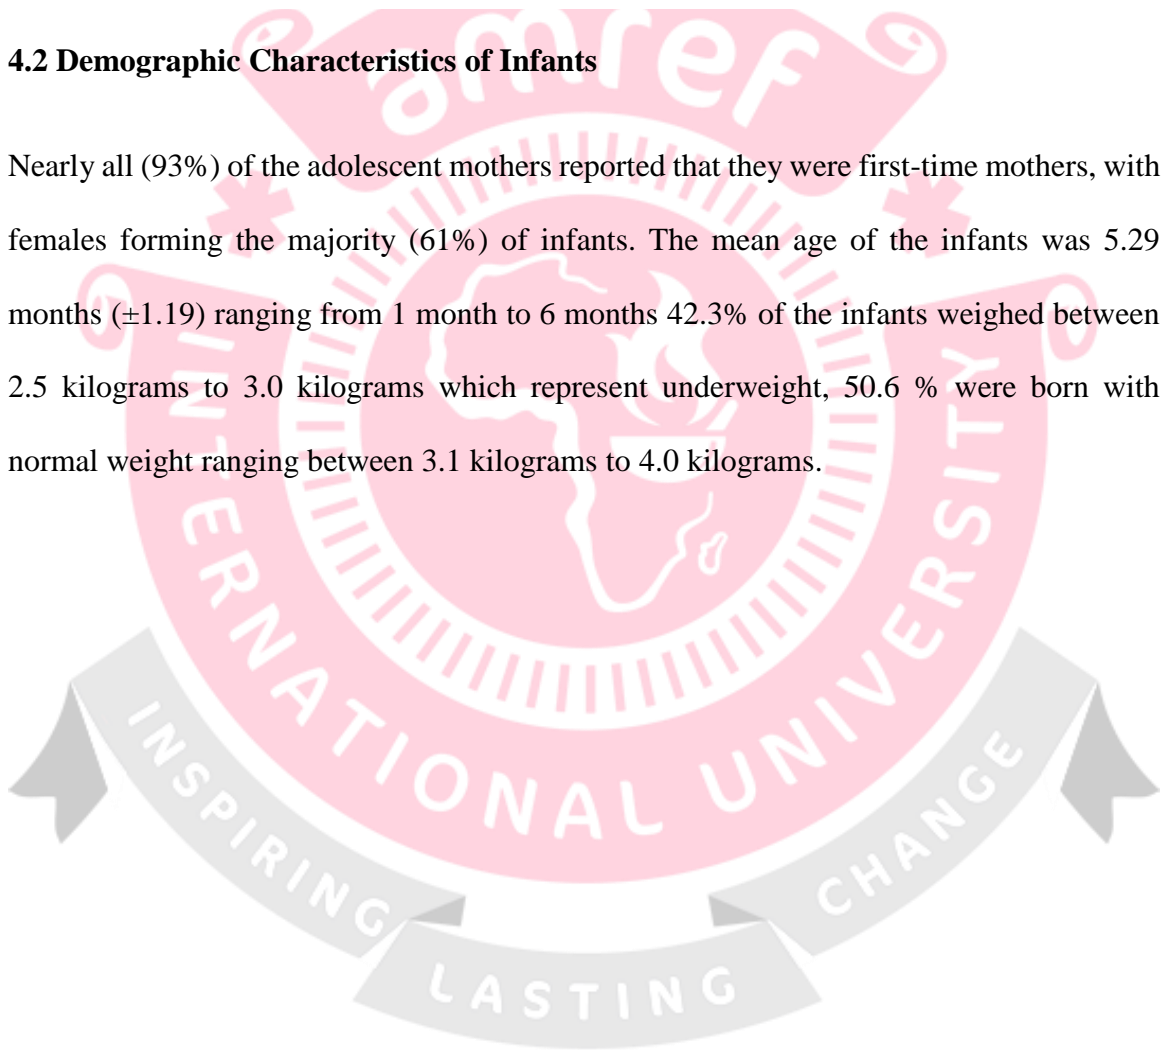 amref
4.2 Demographic Characteristics of Infants
Nearly all (93%) of the adolescent mothers reported that they were first-time mothers, with
females forming the majority (61%) of infants. The mean age of the infants was 5.29
months (±1.19) ranging from 1 month to 6 months 42.3% of the infants weighed between
2.5 kilograms to 3.0 kilograms which represent underweight, 50.6 % were born with
normal weight ranging between 3.1 kilograms to 4.0 kilograms.
INTERNATIONAL UNIVERSITY
INSPIRING
LASTING
CHANGE